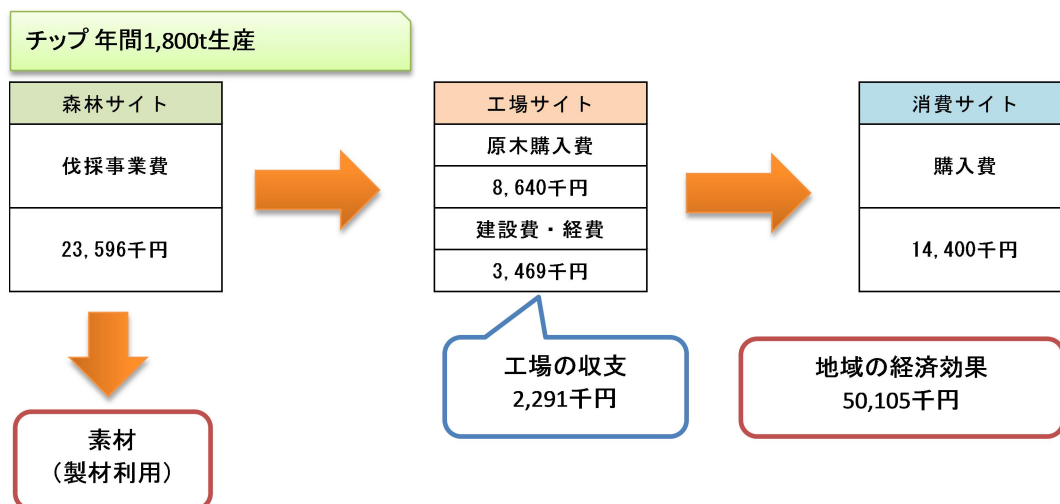 チップ 年間1,800t生産
森林サイト
伐採事業費
23,596千円
工場サイト
原木購入費
8,640千円
建設費・経費
3,469千円
消費サイト
購入費
14,400千円
工場の収支
2,291千円
地域の経済効果
50,105千円
素材
（製材利用）